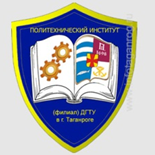 ПОЛИТЕХНИЧЕСКИЙ ИНСТИТУТ
(филиал) ДГТУ
в г. Таганроге